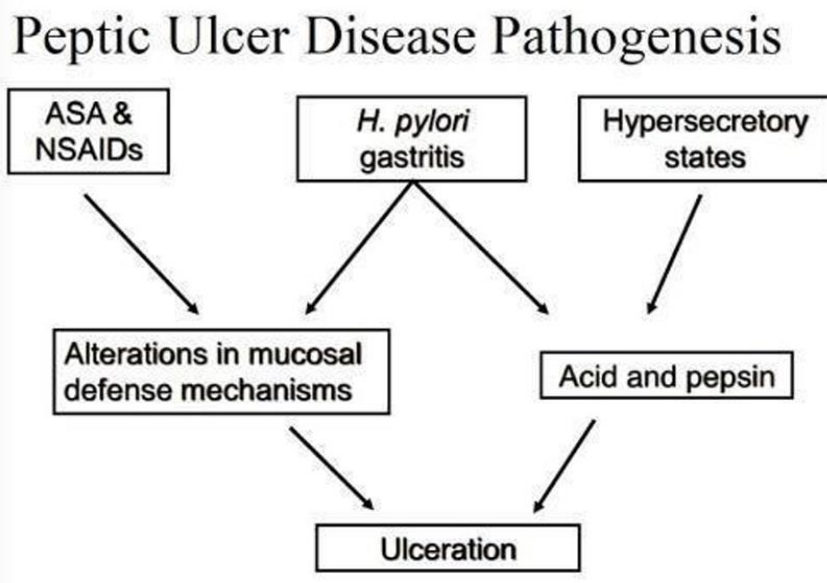 Peptic Ulcer Disease Pathogenesis
ASA &
NSAIDs
H. pylori
gastritis
Hypersecretory
states
Alterations in mucosal
defense mechanisms
Acid and pepsin
Ulceration